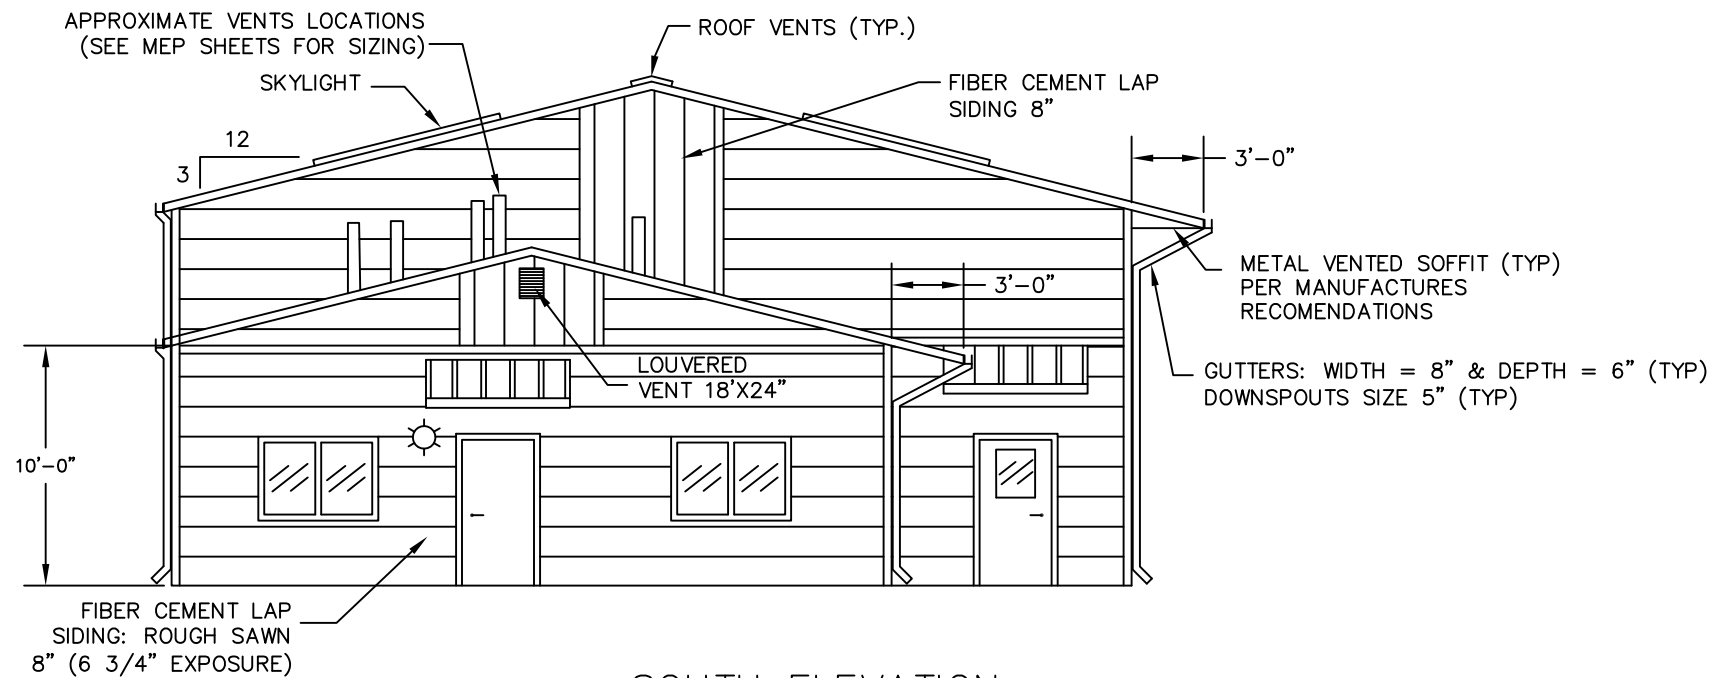 APPROXIMATE VENTS LOCATIONS
(SEE MEP SHEETS FOR SIZING)
SKYLIGHT
ROOF VENTS (TYP.)
FIBER CEMENT LAP
SIDING 8"
12
3
3'-0"
METAL VENTED SOFFIT (TYP)
PER MANUFACTURES
RECOMENDATIONS
3'-0"
LOUVERED
VENT 18'X24"
GUTTERS: WIDTH = 8" & DEPTH = 6" (TYP)
DOWNSPOUTS SIZE 5" (TYP)
10'-0"
FIBER CEMENT LAP
SIDING: ROUGH SAWN
8" (6 3/4" EXPOSURE)
SOUTH ELEVATION